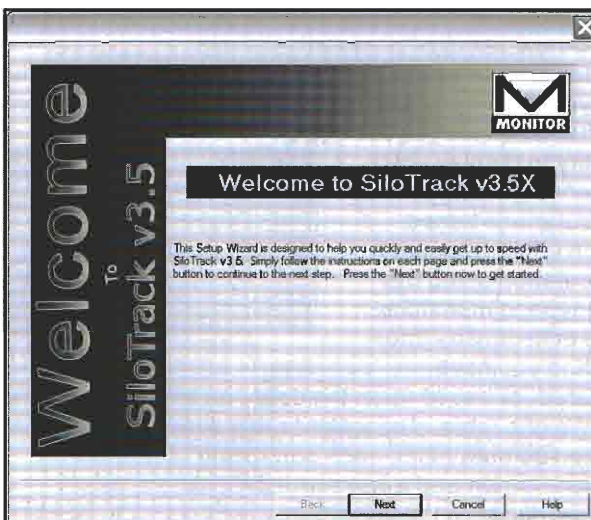 Welcome
To
SiloTrack v3.5
MONITOR
Welcome to SiloTrack v3.5X
This Setup Wizard is designed to help you quickly and easily get up to speed with
SiloTrack v3.5. Simply follow the instructions on each page and press the "Next"
button to continue to the next step. Press the "Next" button now to get started.
Back
Next
Cancel
Help